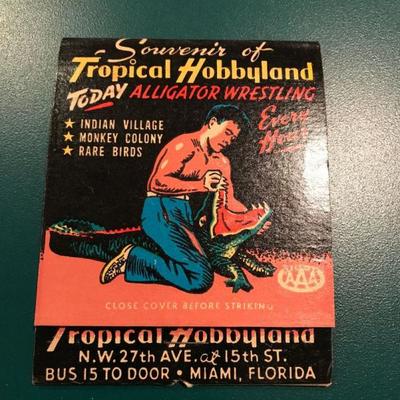 Souvenir of
Tropical Hobbyland
TODAY ALLIGATOR WRESTLING
Every
Hour
★ INDIAN VILLAGE
★ MONKEY COLONY
★ RARE BIRDS
AAA
CLOSE COVER BEFORE STRIKING
Tropical Hobbyland
N.W. 27th AVE. at 15th ST.
BUS 15 TO DOOR • MIAMI, FLORIDA